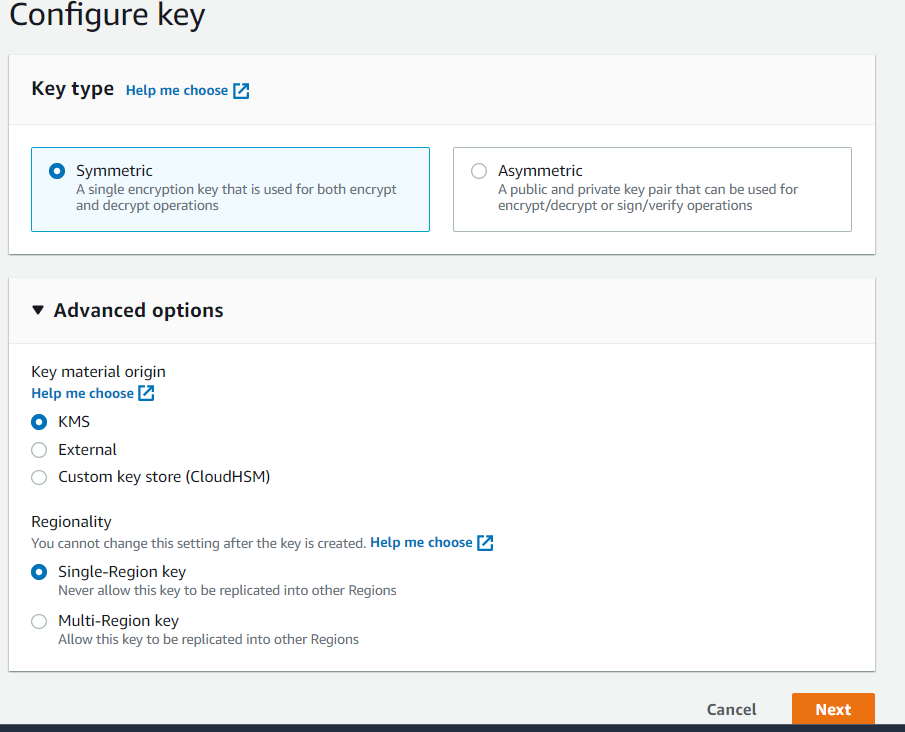 Configure key
Key type Help me choose
Symmetric
A single encryption key that is used for both encrypt
and decrypt operations
Asymmetric
A public and private key pair that can be used for
encrypt/decrypt or sign/verify operations
Advanced options
Key material origin
Help me choose
KMS
External
Custom key store (CloudHSM)
Regionality
You cannot change this setting after the key is created. Help me choose
Single-Region key
Never allow this key to be replicated into other Regions
Multi-Region key
Allow this key to be replicated into other Regions
Cancel Next